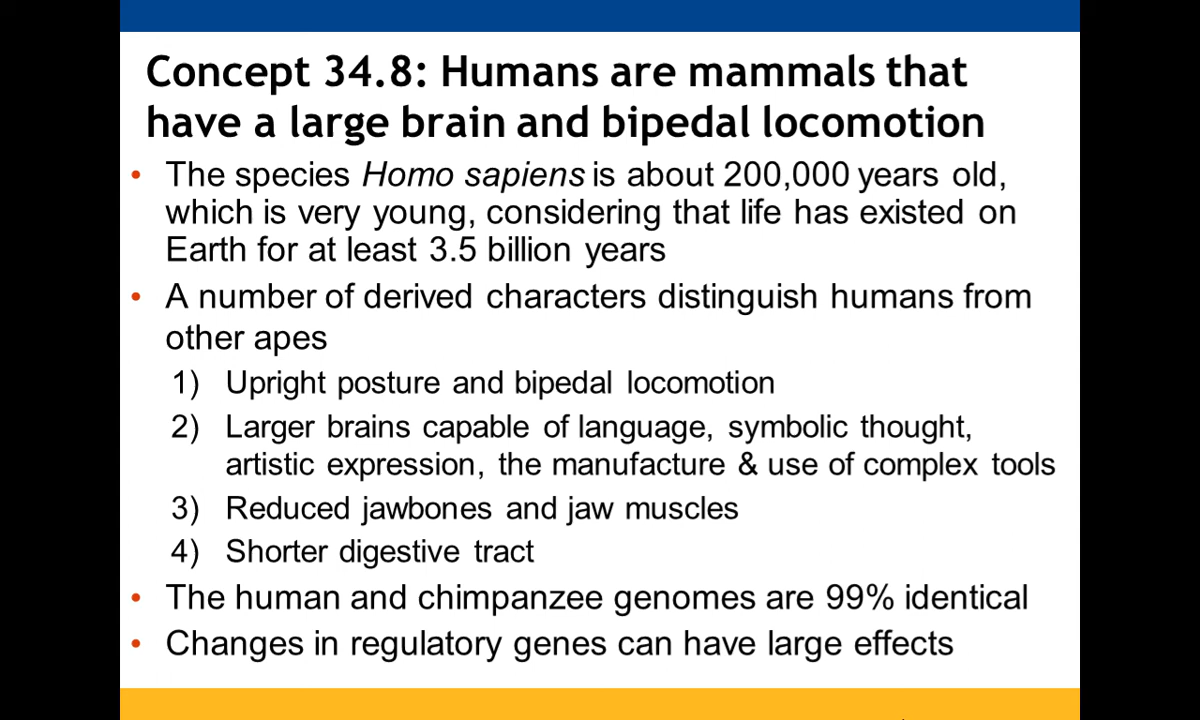 Concept 34.8: Humans are mammals that
have a large brain and bipedal locomotion
• The species Homo sapiens is about 200,000 years old,
which is very young, considering that life has existed on
Earth for at least 3.5 billion years
• A number of derived characters distinguish humans from
other apes
1) Upright posture and bipedal locomotion
2) Larger brains capable of language, symbolic thought,
artistic expression, the manufacture & use of complex tools
3) Reduced jawbones and jaw muscles
4) Shorter digestive tract
• The human and chimpanzee genomes are 99% identical
• Changes in regulatory genes can have large effects